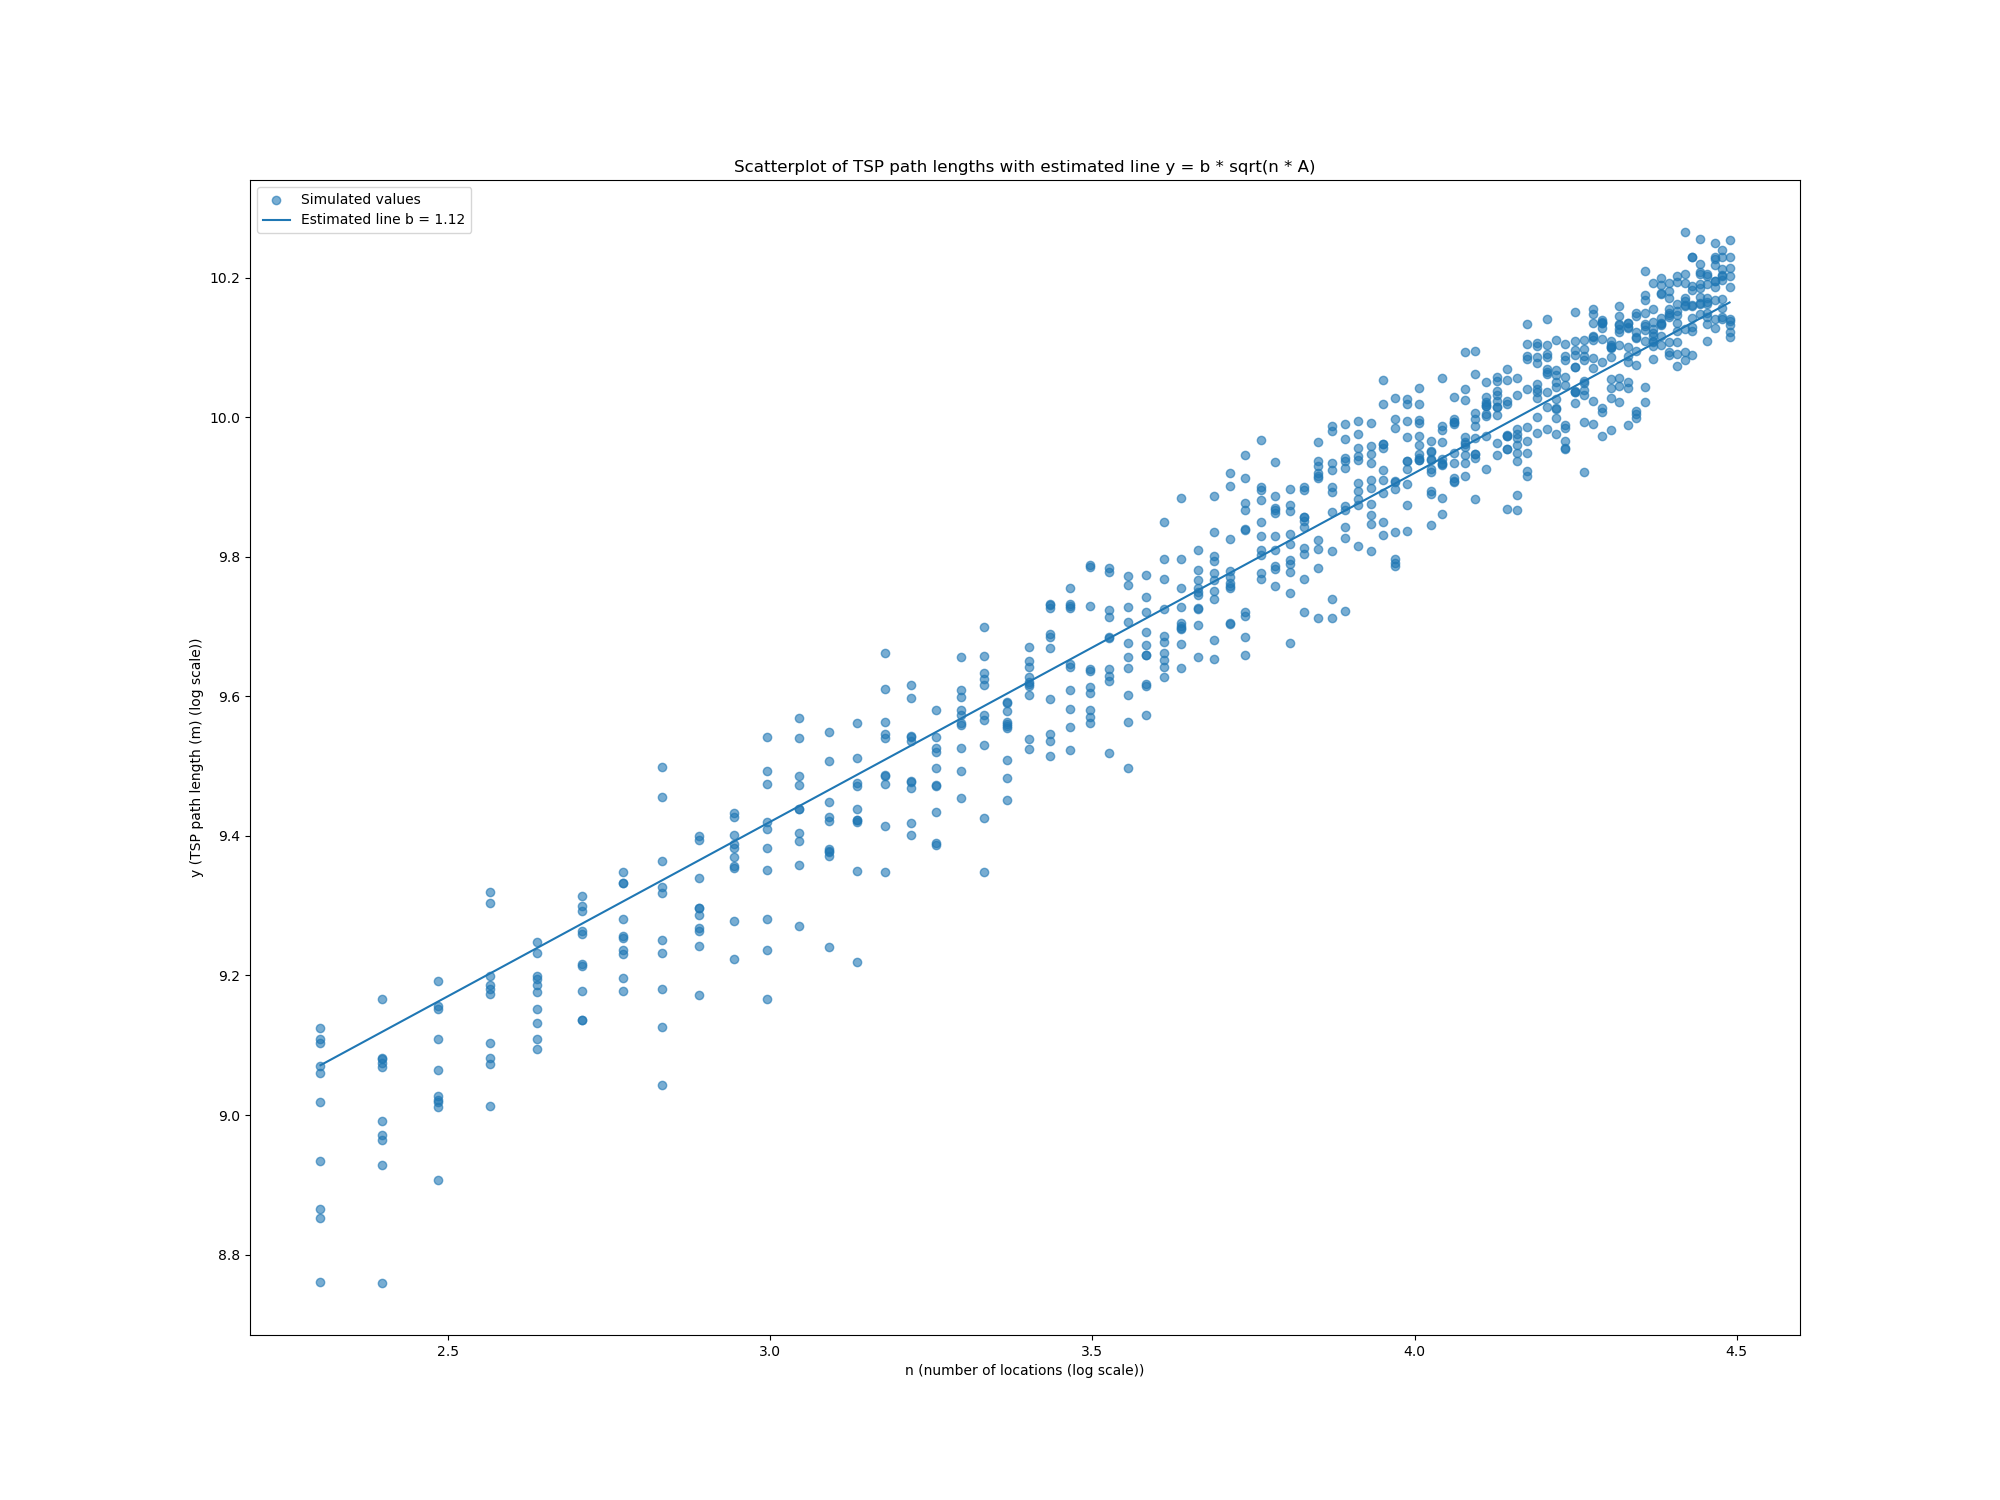 Scatterplot of TSP path lengths with estimated line y = b * sqrt(n * A)
Simulated values
Estimated line b = 1.12
10.2
10.0
9.8
9.6
9.4
9.2
9.0
8.8
y (TSP path length (m) (log scale))
2.5 3.0 3.5 4.0 4.5
n (number of locations (log scale))